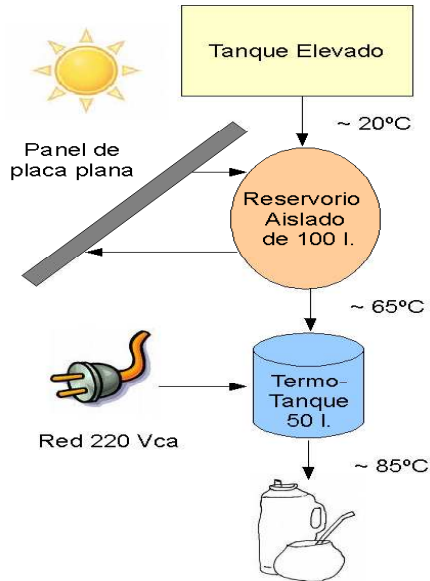 Tanque Elevado
~ 20ºC
Panel de
placa plana
Reservorio
Aislado
de 100 l.
~ 65ºC
Termo-
Tanque
50 l.
Red 220 Vca
~ 85ºC